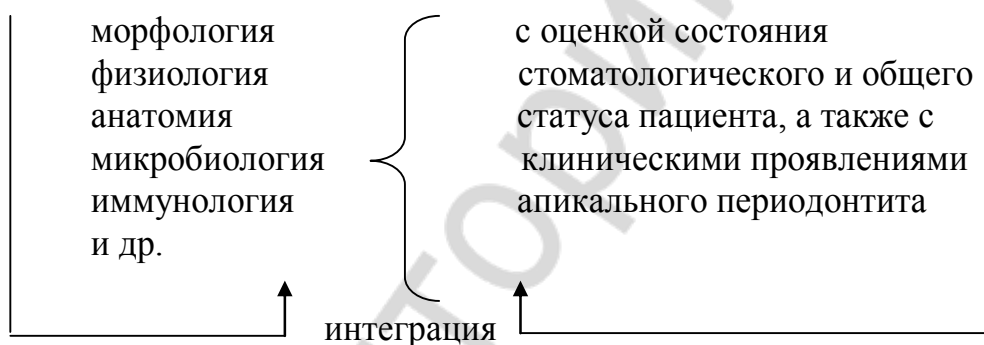 морфология
физиология
анатомия
микробиология
иммунология
и др.
с оценкой состояния
стоматологического и общего
статуса пациента, а также с
клиническими проявлениями
апикального периодонтита
интеграция